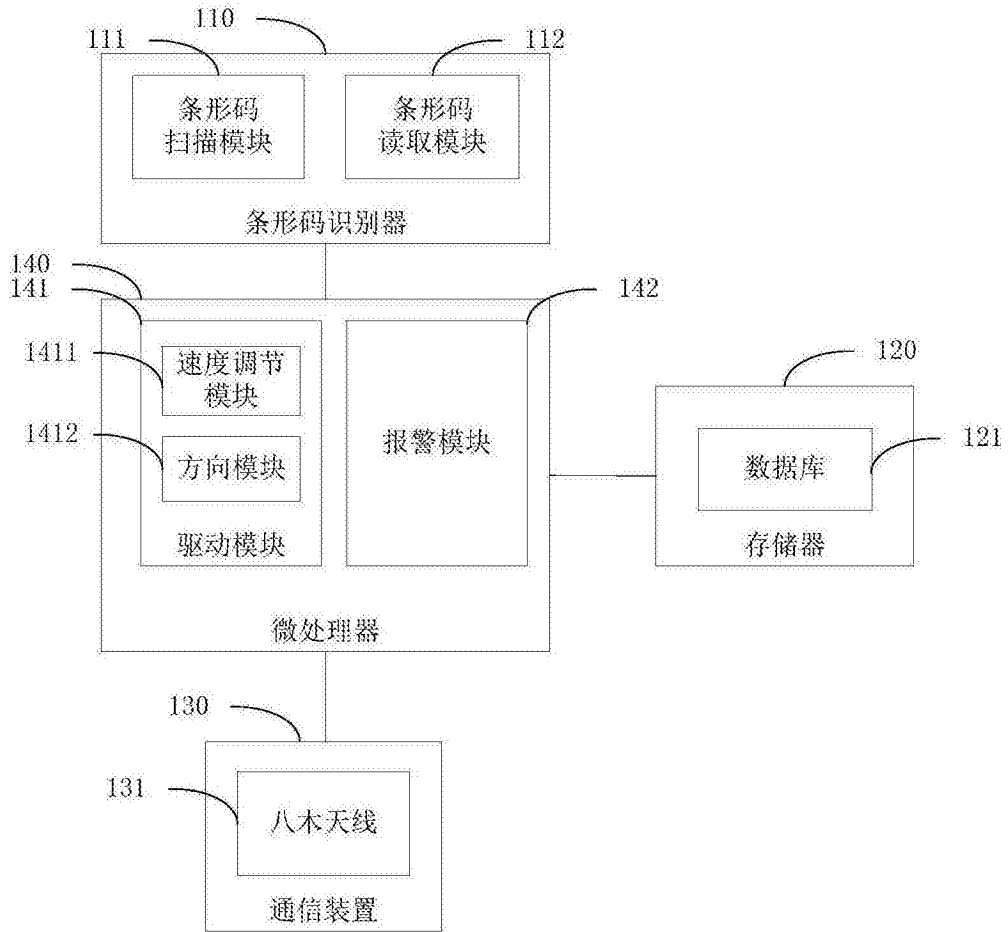 110
111
112
条形码
扫描模块
条形码
读取模块
条形码识别器
140
141
142
1411
速度调节
模块
1412
方向模块
驱动模块
报警模块
微处理器
120
121
数据库
存储器
130
131
八木天线
通信装置